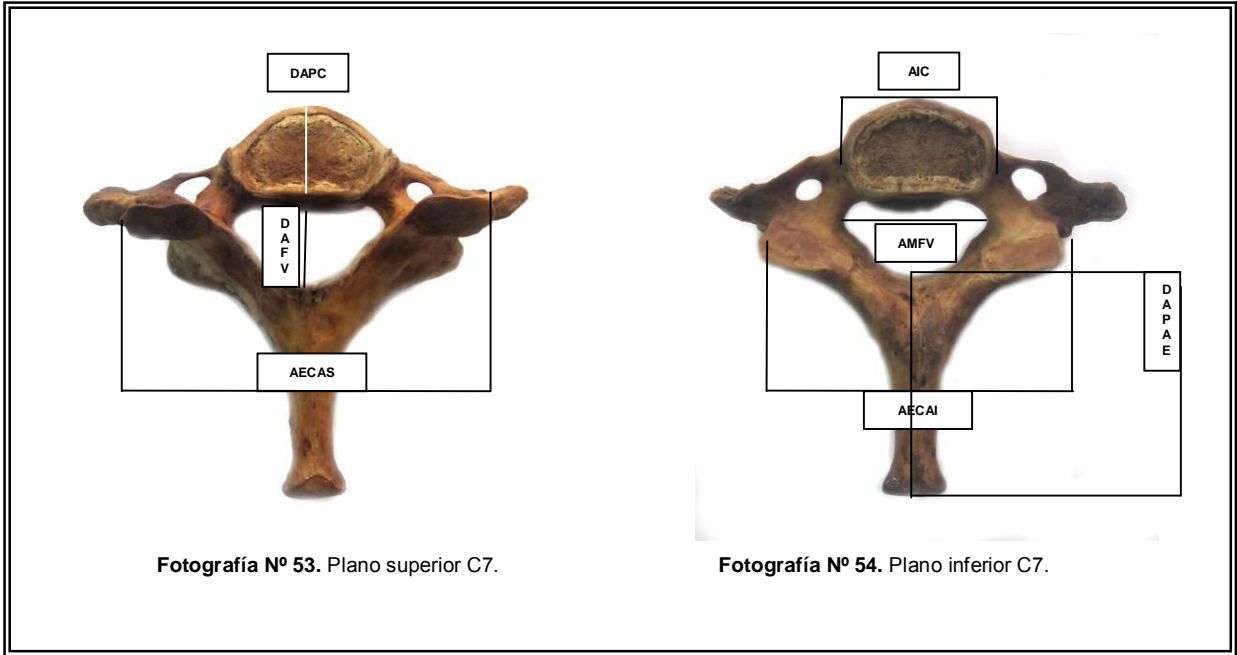 DAPC
D
A
F
V
AECAS
AIC
AMFV
D
A
P
A
E
AECAI
Fotografía Nº 53. Plano superior C7.
Fotografía Nº 54. Plano inferior C7.